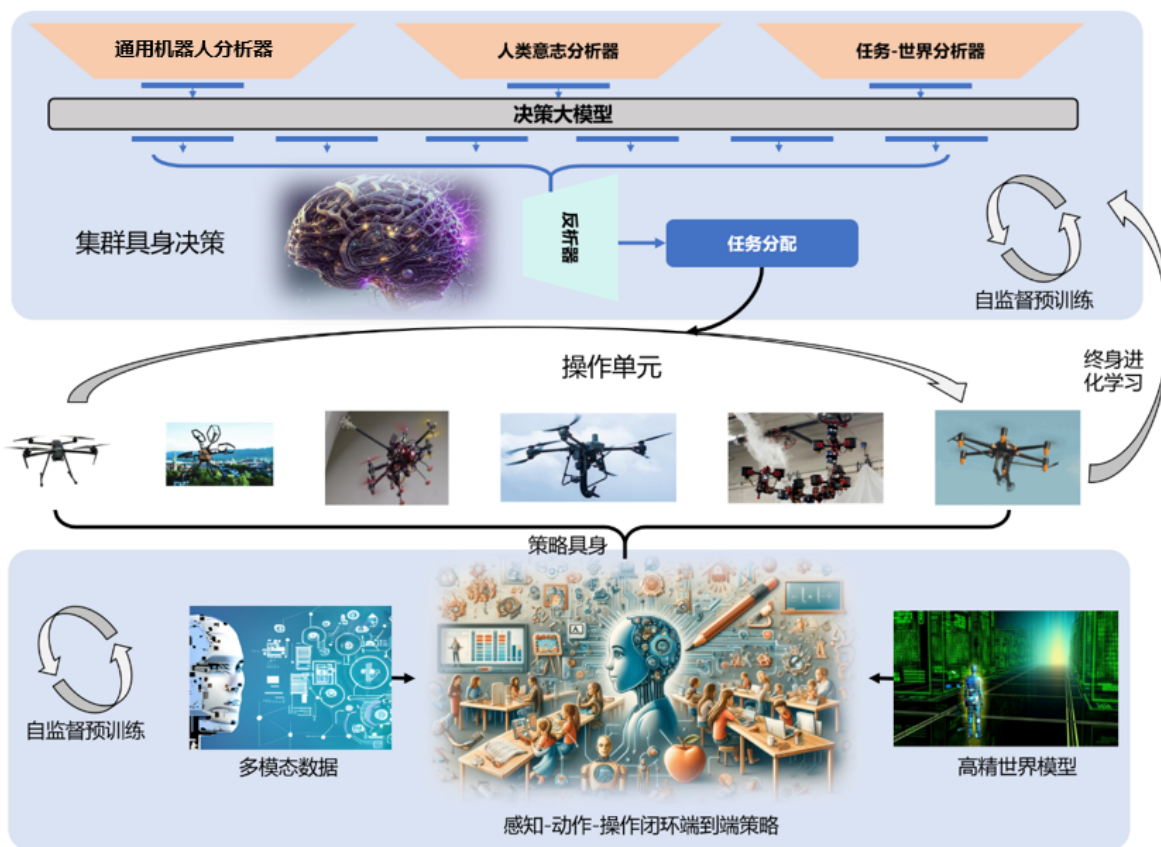 通用机器人分析器
人类意志分析器
任务-世界分析器
决策大模型
集群具身决策
反析器
任务分配
自监督预训练
操作单元
终身进
化学习
策略具身
自监督预训练
多模态数据
高精世界模型
感知-动作-操作闭环端到端策略